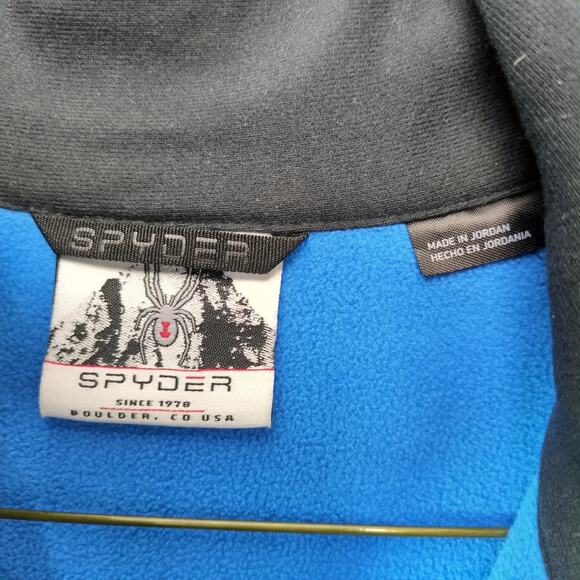 SPYDER
SPYDER
SINCE 1978
BOULDER, CO USA
MADE IN JORDAN
HECHO EN JORDANIA